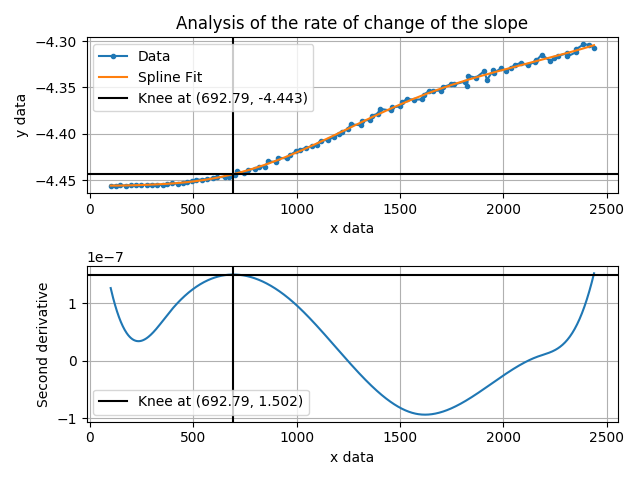 Analysis of the rate of change of the slope
y data
−4.30
−4.35
−4.40
−4.45
Data
Spline Fit
Knee at (692.79, -4.443)
0
500
1000
1500
2000
2500
x data
1e−7
Second derivative
1
0
−1
Knee at (692.79, 1.502)
0
500
1000
1500
2000
2500
x data